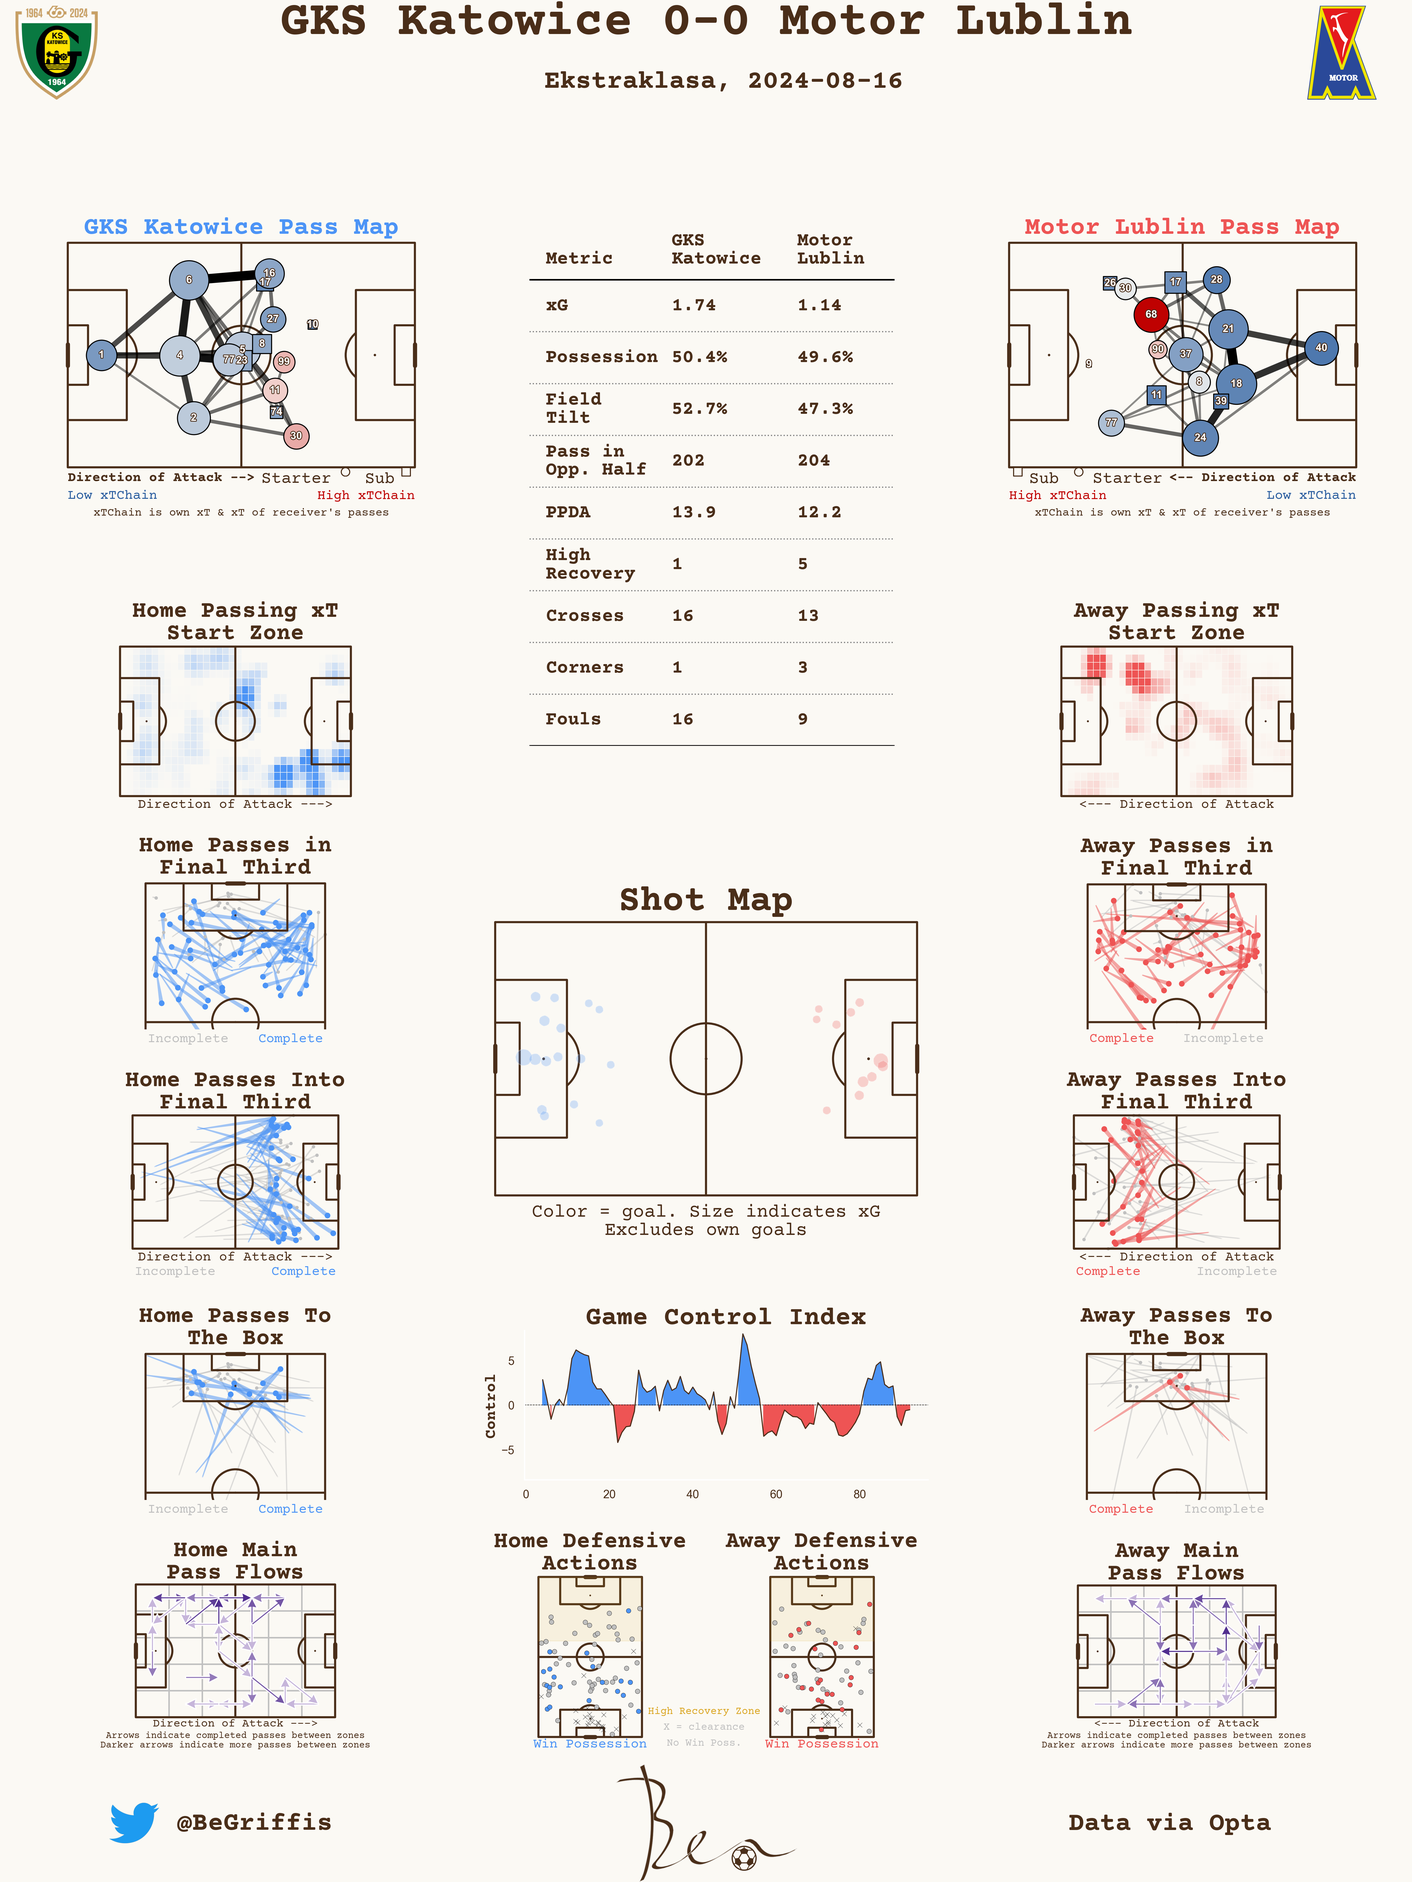 1964 2024
GKS Katowice 0-0 Motor Lublin
KS
KATOWICE
1964
MOTOR
Ekstraklasa, 2024-08-16
GKS Katowice Pass Map
6
16
17
27
10
1
4
5
8
77
23
99
11
2
74
30
Direction of Attack --> Starter Sub
Low xTChain High xTChain
xTChain is own xT & xT of receiver's passes
Metric GKS Katowice Motor Lublin
xG 1.74 1.14
Possession 50.4% 49.6%
Field Tilt 52.7% 47.3%
Pass in Opp. Half 202 204
PPDA 13.9 12.2
High Recovery 1 5
Crosses 16 13
Corners 1 3
Fouls 16 9
Motor Lublin Pass Map
26
30
17
28
68
21
90
37
40
9
8
18
11
39
77
24
Sub Starter <-- Direction of Attack
High xTChain Low xTChain
xTChain is own xT & xT of receiver's passes
Home Passing xT
Start Zone
Direction of Attack --->
Away Passing xT
Start Zone
<--- Direction of Attack
Home Passes in
Final Third
Incomplete Complete
Away Passes in
Final Third
Complete Incomplete
Shot Map
Color = goal. Size indicates xG
Excludes own goals
Home Passes Into
Final Third
Direction of Attack --->
Incomplete Complete
Away Passes Into
Final Third
<--- Direction of Attack
Complete Incomplete
Home Passes To
The Box
Incomplete Complete
Game Control Index
Control
5
0
−5
0 20 40 60 80
Away Passes To
The Box
Complete Incomplete
Home Main
Pass Flows
Direction of Attack --->
Arrows indicate completed passes between zones
Darker arrows indicate more passes between zones
Home Defensive
Actions
Win Possession
Away Defensive
Actions
Win Possession
High Recovery Zone
X = clearance
No Win Poss.
Away Main
Pass Flows
<--- Direction of Attack
Arrows indicate completed passes between zones
Darker arrows indicate more passes between zones
@BeGriffis
Ben
Data via Opta